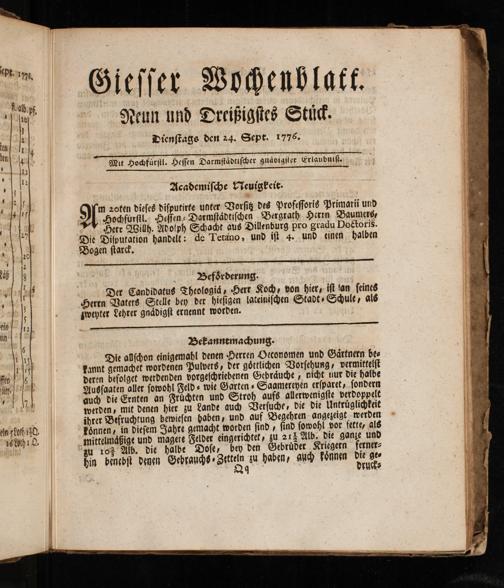 Sept. 1776.
fl. alb. pf.
Giesser Wochenblatt.
Neun und Dreißigstes Stück.
Dienstags den 24. Sept. 1776.
Mit Hochfürstl. Hessen Darmstädtischer gnädigster Erlaubniß.
Academische Neuigkeit.
Am 20ten dieses disputirte unter Vorsitz des Professoris Primarii und
Hochfürstl. Hessen-Darmstädtischen Bergrath Herrn Baumers,
Herr Wilh. Adolph Schacht aus Dillenburg pro gradu Doctoris.
Die Disputation handelt: de Tetano, und ist 4. und einen halben
Bogen starck.
Beförderung.
Der Candidatus Theologiä, Herr Koch, von hier, ist an seines
Herrn Vaters Stelle bey der hiesigen lateinischen Stadt-Schule, als
zweyter Lehrer gnädigst ernennt worden.
Bekanntmachung.
Die allschon einigemahl denen Herren Oeconomen und Gärtnern be-
kannt gemachet wordenen Pulvers, der göttlichen Vorsehung, vermittelst
deren befolget werdenden vorgeschriebenen Gebräuche, nicht nur die halbe
Aussaaten aller sowohl Feld- wie Garten-Saamereyen ersparet, sondern
auch die Ernten an Früchten und Stroh aufs allerwenigste verdoppelt
werden, mit denen hier zu Lande auch Versuche, die die Untrüglichkeit
ihrer Befruchtung bewiesen haben, und auf Begehren angezeigt werden
können, in diesem Jahre gemacht worden sind, sind sowohl vor fette, als
mittelmäßige und magere Felder eingerichtet, zu 21½ Alb. die ganze und
zu 10¾ Alb. die halbe Dose, bey den Gebrüder Kriegern ferner-
hin benebst denen Gebrauchs-Zetteln zu haben, auch können die ge-
Qq
druck-